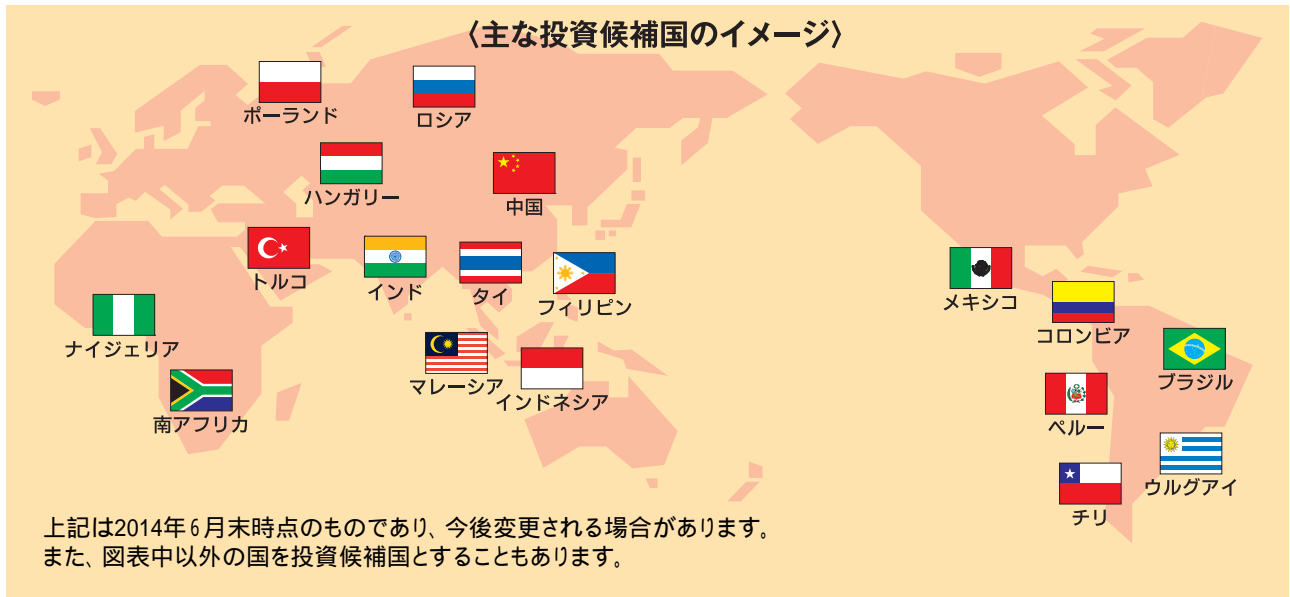 〈主な投資候補国のイメージ〉
ポーランド
ロシア
ハンガリー
中国
トルコ
インド
タイ
フィリピン
ナイジェリア
マレーシア
インドネシア
南アフリカ
メキシコ
コロンビア
ブラジル
ペルー
ウルグアイ
チリ
上記は2014年6月末時点のものであり、今後変更される場合があります。
また、図表中以外の国を投資候補国とすることもあります。